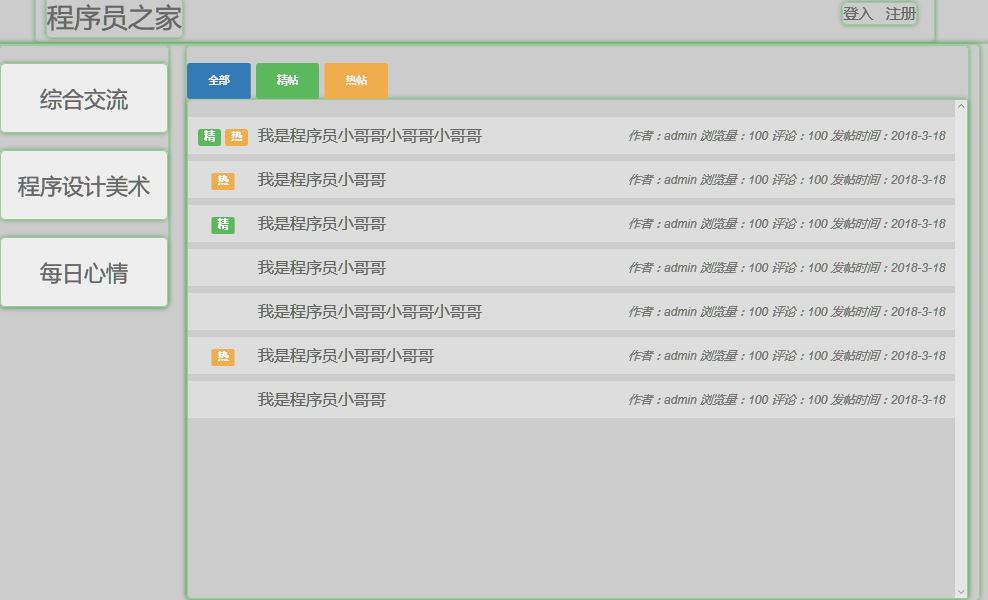 程序员之家
登入 注册
综合交流
程序设计美术
每日心情
全部 精帖 热帖
精 热 我是程序员小哥哥小哥哥小哥哥 作者：admin 浏览量：100 评论：100 发帖时间：2018-3-18
热 我是程序员小哥哥 作者：admin 浏览量：100 评论：100 发帖时间：2018-3-18
精 我是程序员小哥哥 作者：admin 浏览量：100 评论：100 发帖时间：2018-3-18
我是程序员小哥哥 作者：admin 浏览量：100 评论：100 发帖时间：2018-3-18
我是程序员小哥哥小哥哥小哥哥 作者：admin 浏览量：100 评论：100 发帖时间：2018-3-18
热 我是程序员小哥哥小哥哥 作者：admin 浏览量：100 评论：100 发帖时间：2018-3-18
我是程序员小哥哥 作者：admin 浏览量：100 评论：100 发帖时间：2018-3-18